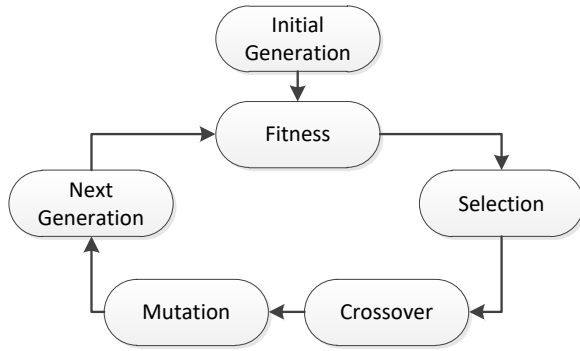 Initial
Generation
Fitness
Next
Generation
Selection
Mutation
Crossover